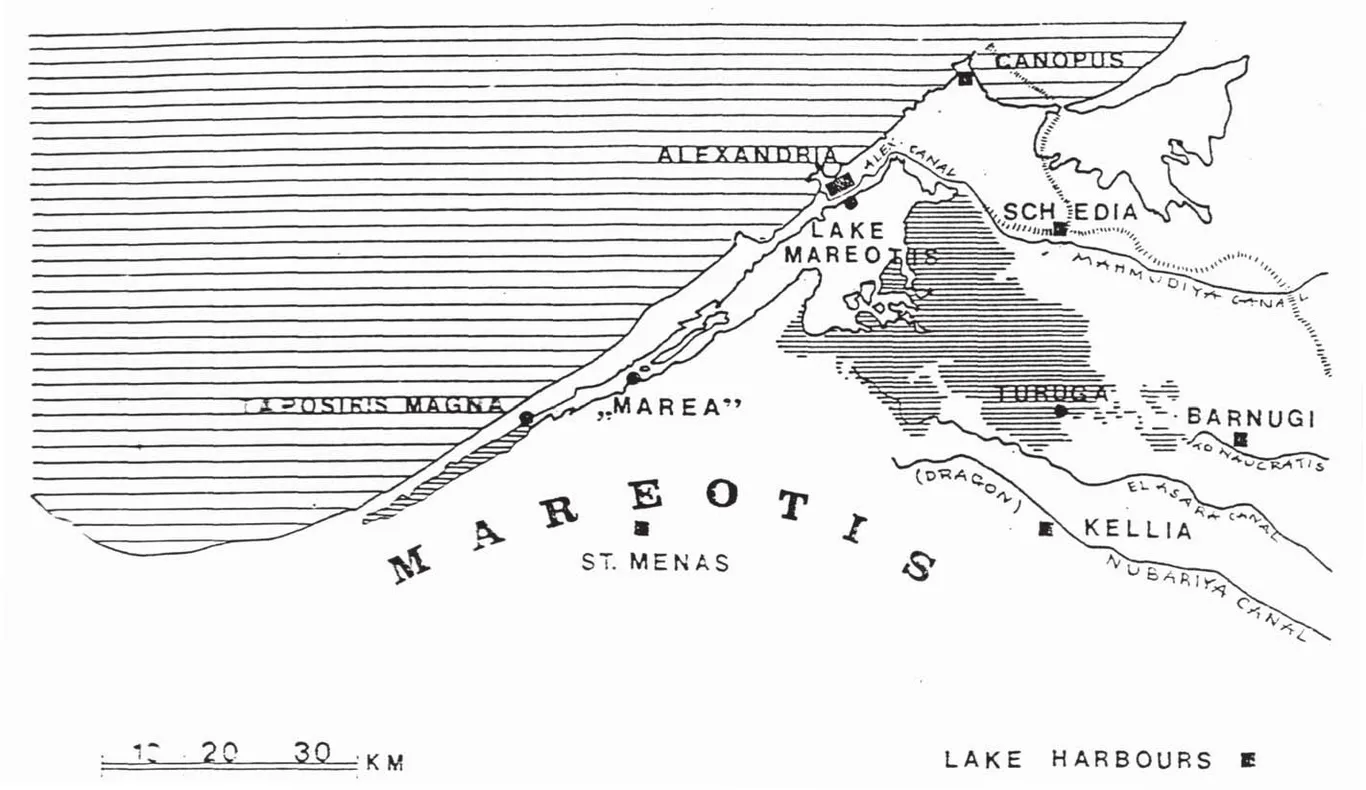 CANOPUS
ALEXANDRIA
ALEX. CANAL
SCHEDIA
LAKE
MAREOTIS
MAHMUDIYA CANAL
TAPOSIRIS MAGNA
„MAREA”
TURUGA
BARNUGI
TO NAUCRATIS
(DRAGON)
EL ASARA CANAL
MAREOTIS
ST. MENAS
KELLIA
NUBARIYA CANAL
10 20 30 KM
LAKE HARBOURS